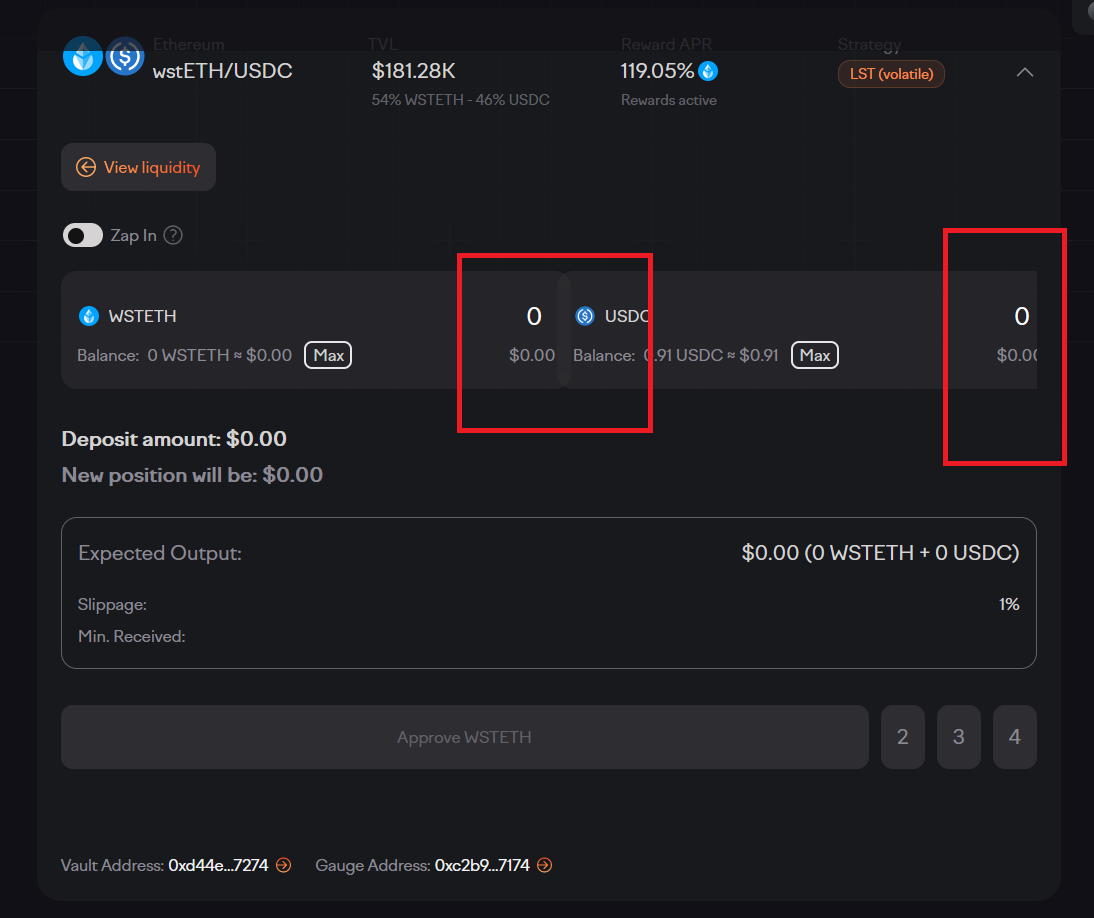 Ethereum TVL Reward APR Strategy
wstETH/USDC $181.28K 119.05% LST (volatile)
54% WSTETH - 46% USDC Rewards active
View liquidity
Zap In ?
WSTETH 0 USDC 0
Balance: 0 WSTETH ≈ $0.00 Max $0.00 Balance: 0.91 USDC ≈ $0.91 Max $0.00
Deposit amount: $0.00
New position will be: $0.00
Expected Output: $0.00 (0 WSTETH + 0 USDC)
Slippage: 1%
Min. Received:
Approve WSTETH 2 3 4
Vault Address: 0xd44e...7274 Gauge Address: 0xc2b9...7174